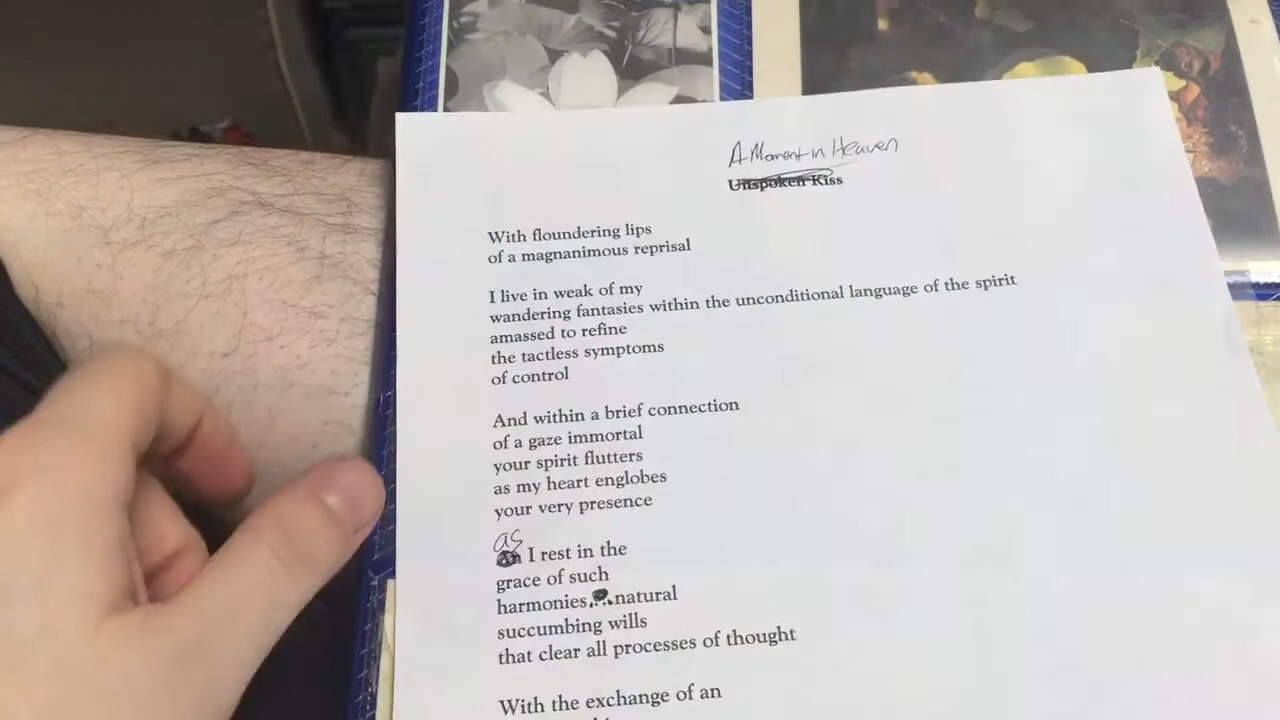 A Moment in Heaven
Unspoken Kiss
With floundering lips
of a magnanimous reprisal
I live in weak of my
wandering fantasies within the unconditional language of the spirit
amassed to refine
the tactless symptoms
of control
And within a brief connection
of a gaze immortal
your spirit flutters
as my heart englobes
your very presence
as
I rest in the
grace of such
harmonies, natural
succumbing wills
that clear all processes of thought
With the exchange of an